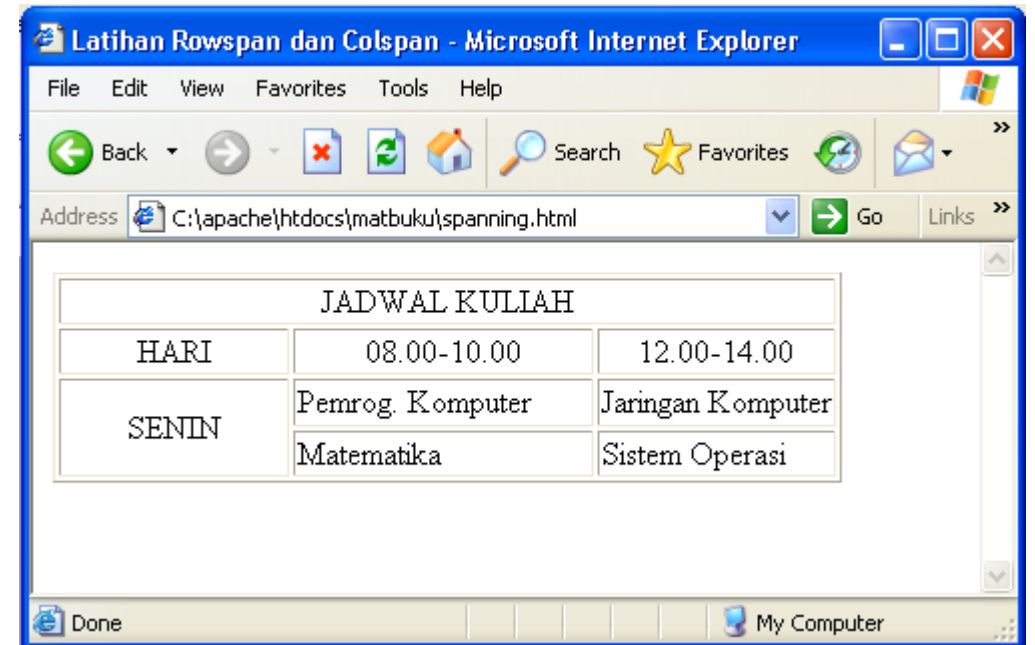 Latihan Rowspan dan Colspan - Microsoft Internet Explorer
File Edit View Favorites Tools Help
Back Search Favorites »
Address C:\apache\htdocs\matbuku\spanning.html Go Links »
JADWAL KULIAH
HARI 08.00-10.00 12.00-14.00
SENIN Pemrog. Komputer Jaringan Komputer
Matematika Sistem Operasi
Done My Computer